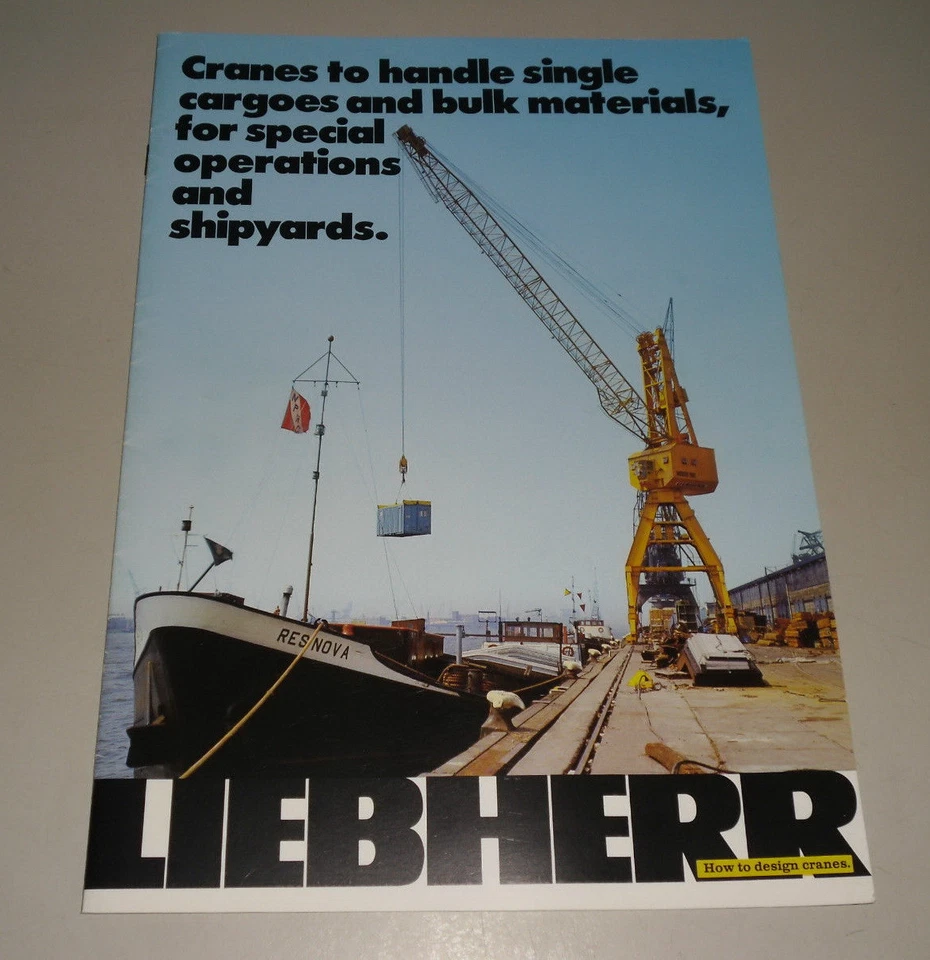 Cranes to handle single
cargoes and bulk materials,
for special
operations
and
shipyards.
RES NOVA
LIEBHERR
How to design cranes.